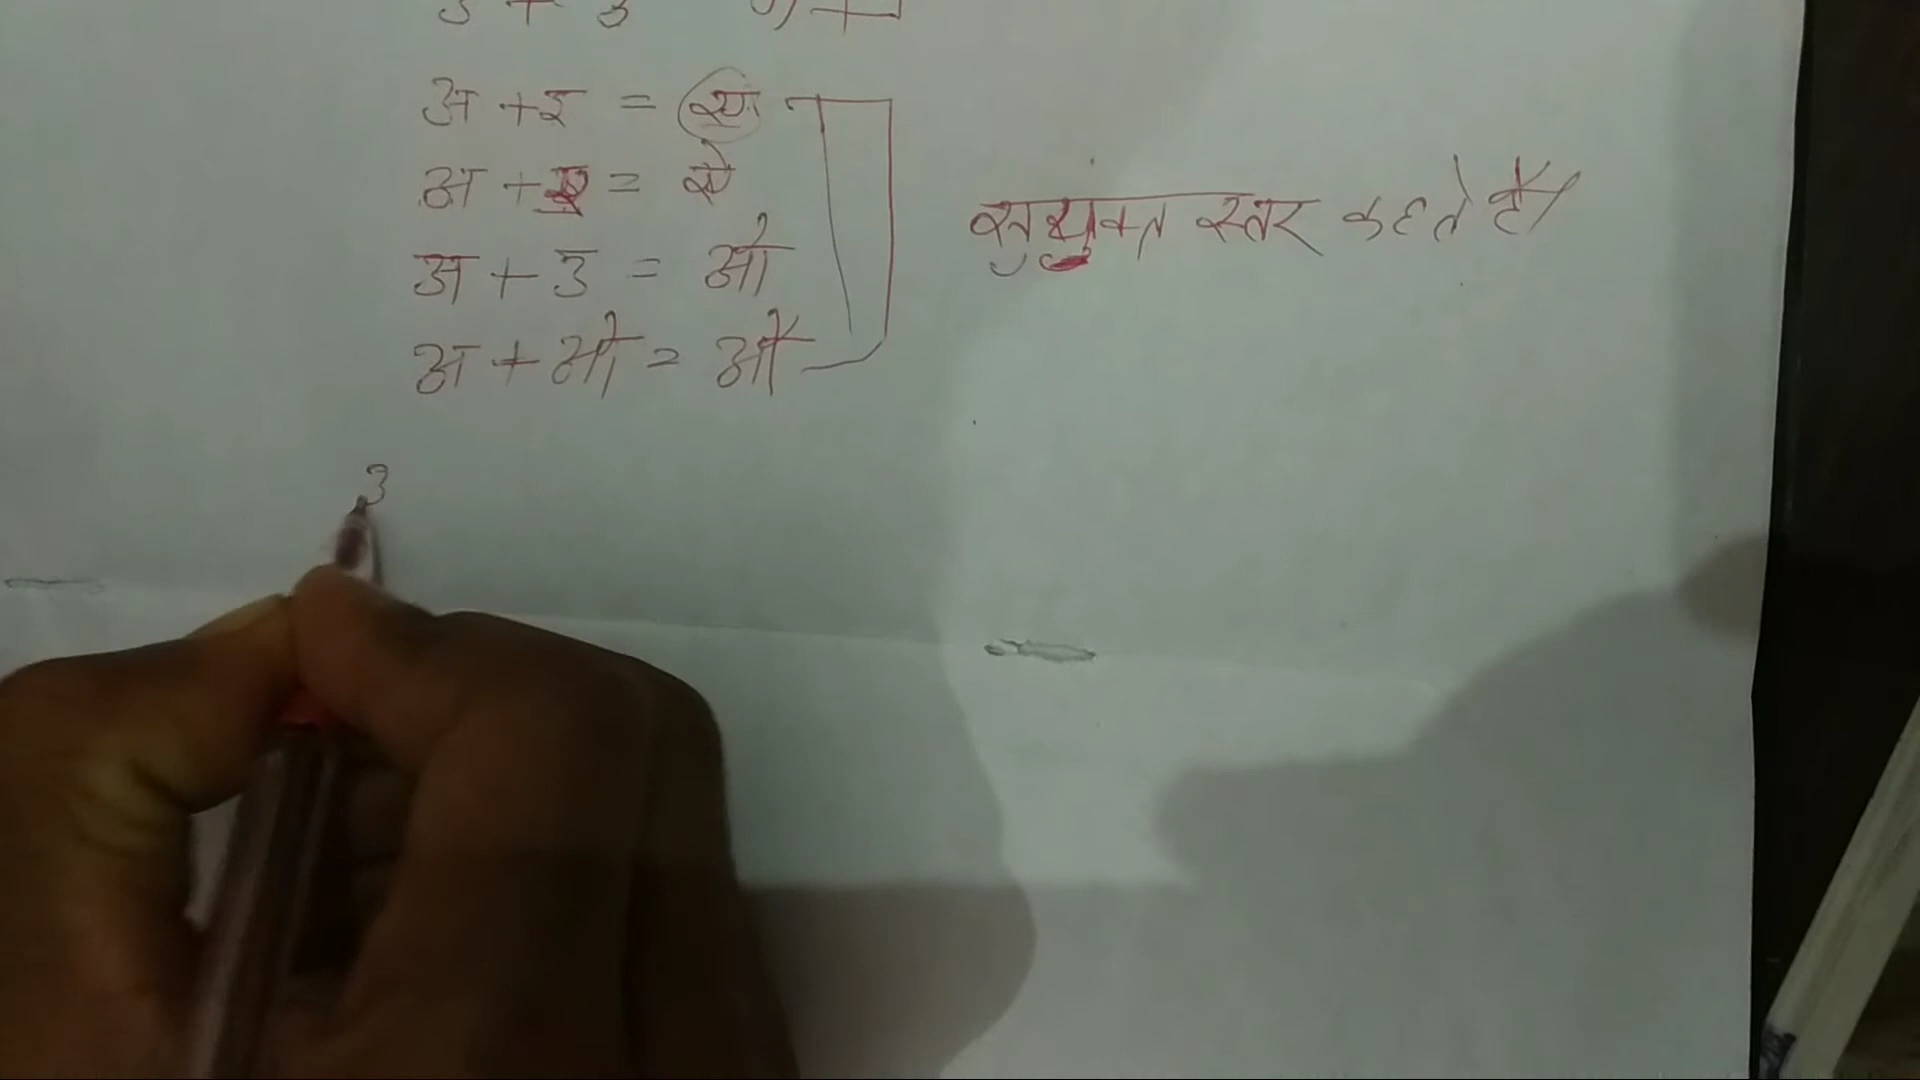 अ + इ = ए
अ + ए = ऐ
अ + उ = ओ
अ + ओ = औ
सुंयुक्त स्वर कहते हैं।